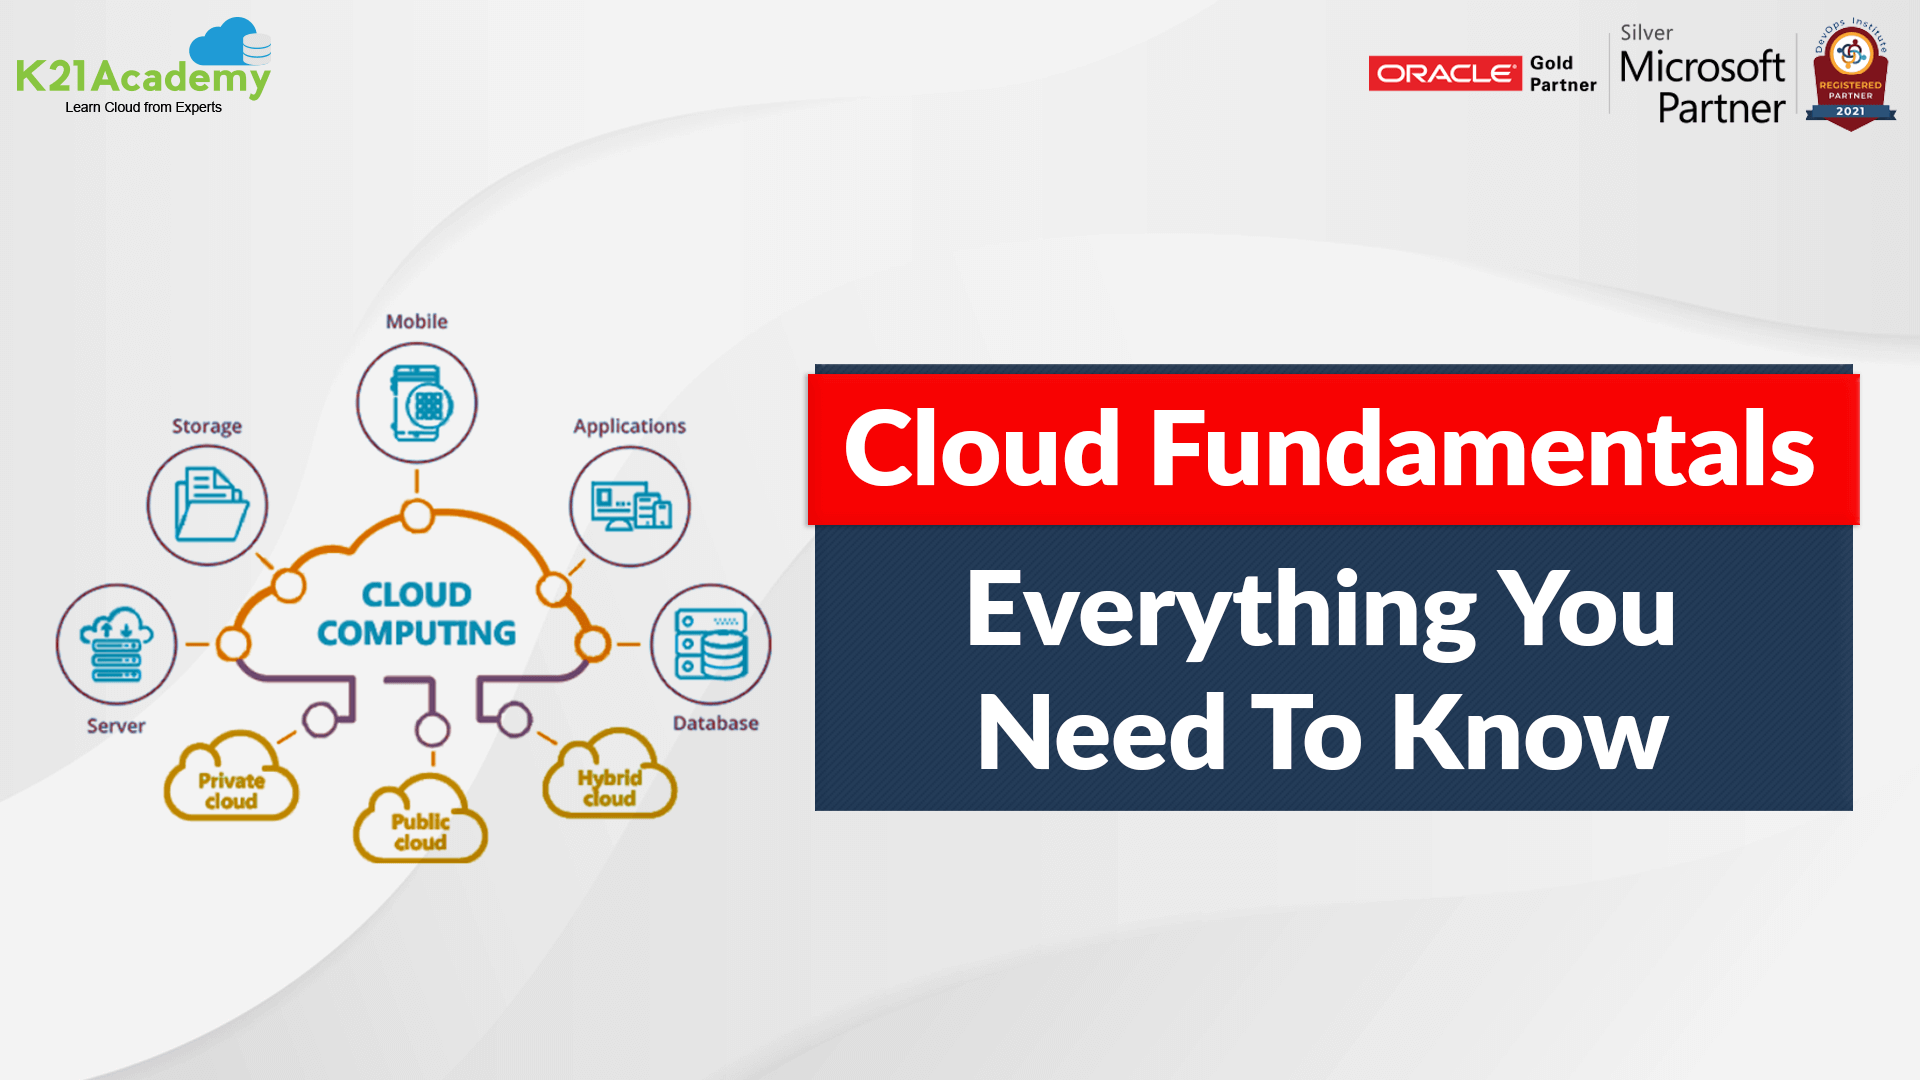 K21Academy
Learn Cloud from Experts
ORACLE
Gold
Partner
Silver
Microsoft
Partner
DevOps Institute
REGISTERED
PARTNER
2021
Mobile
Storage
Applications
CLOUD
COMPUTING
Server
Database
Private
cloud
Public
cloud
Hybrid
cloud
Cloud Fundamentals
Everything You
Need To Know